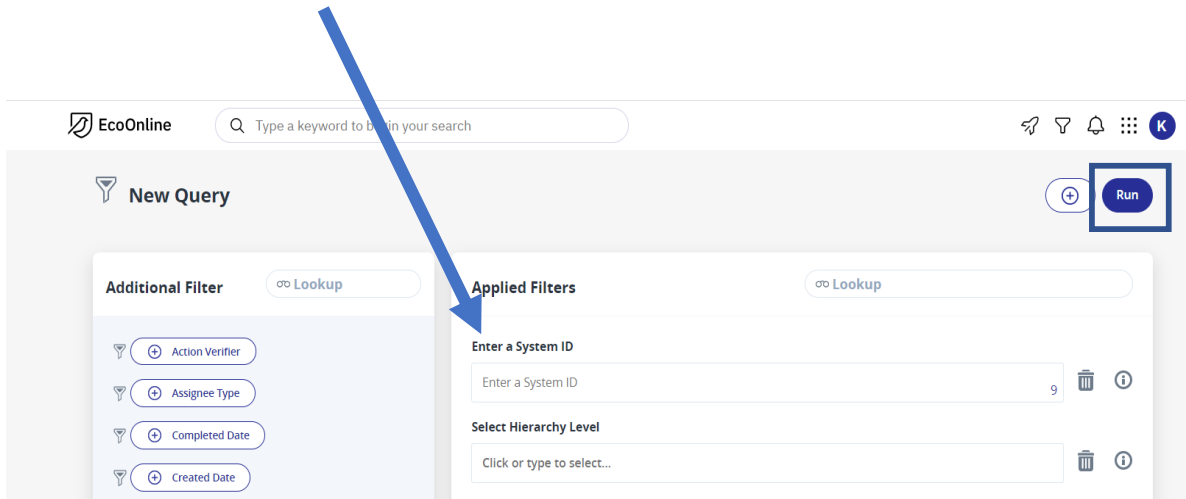 EcoOnline
Type a keyword to begin your search
K
New Query
Run
Additional Filter
Lookup
Action Verifier
Assignee Type
Completed Date
Created Date
Applied Filters
Lookup
Enter a System ID
Enter a System ID
9
Select Hierarchy Level
Click or type to select...